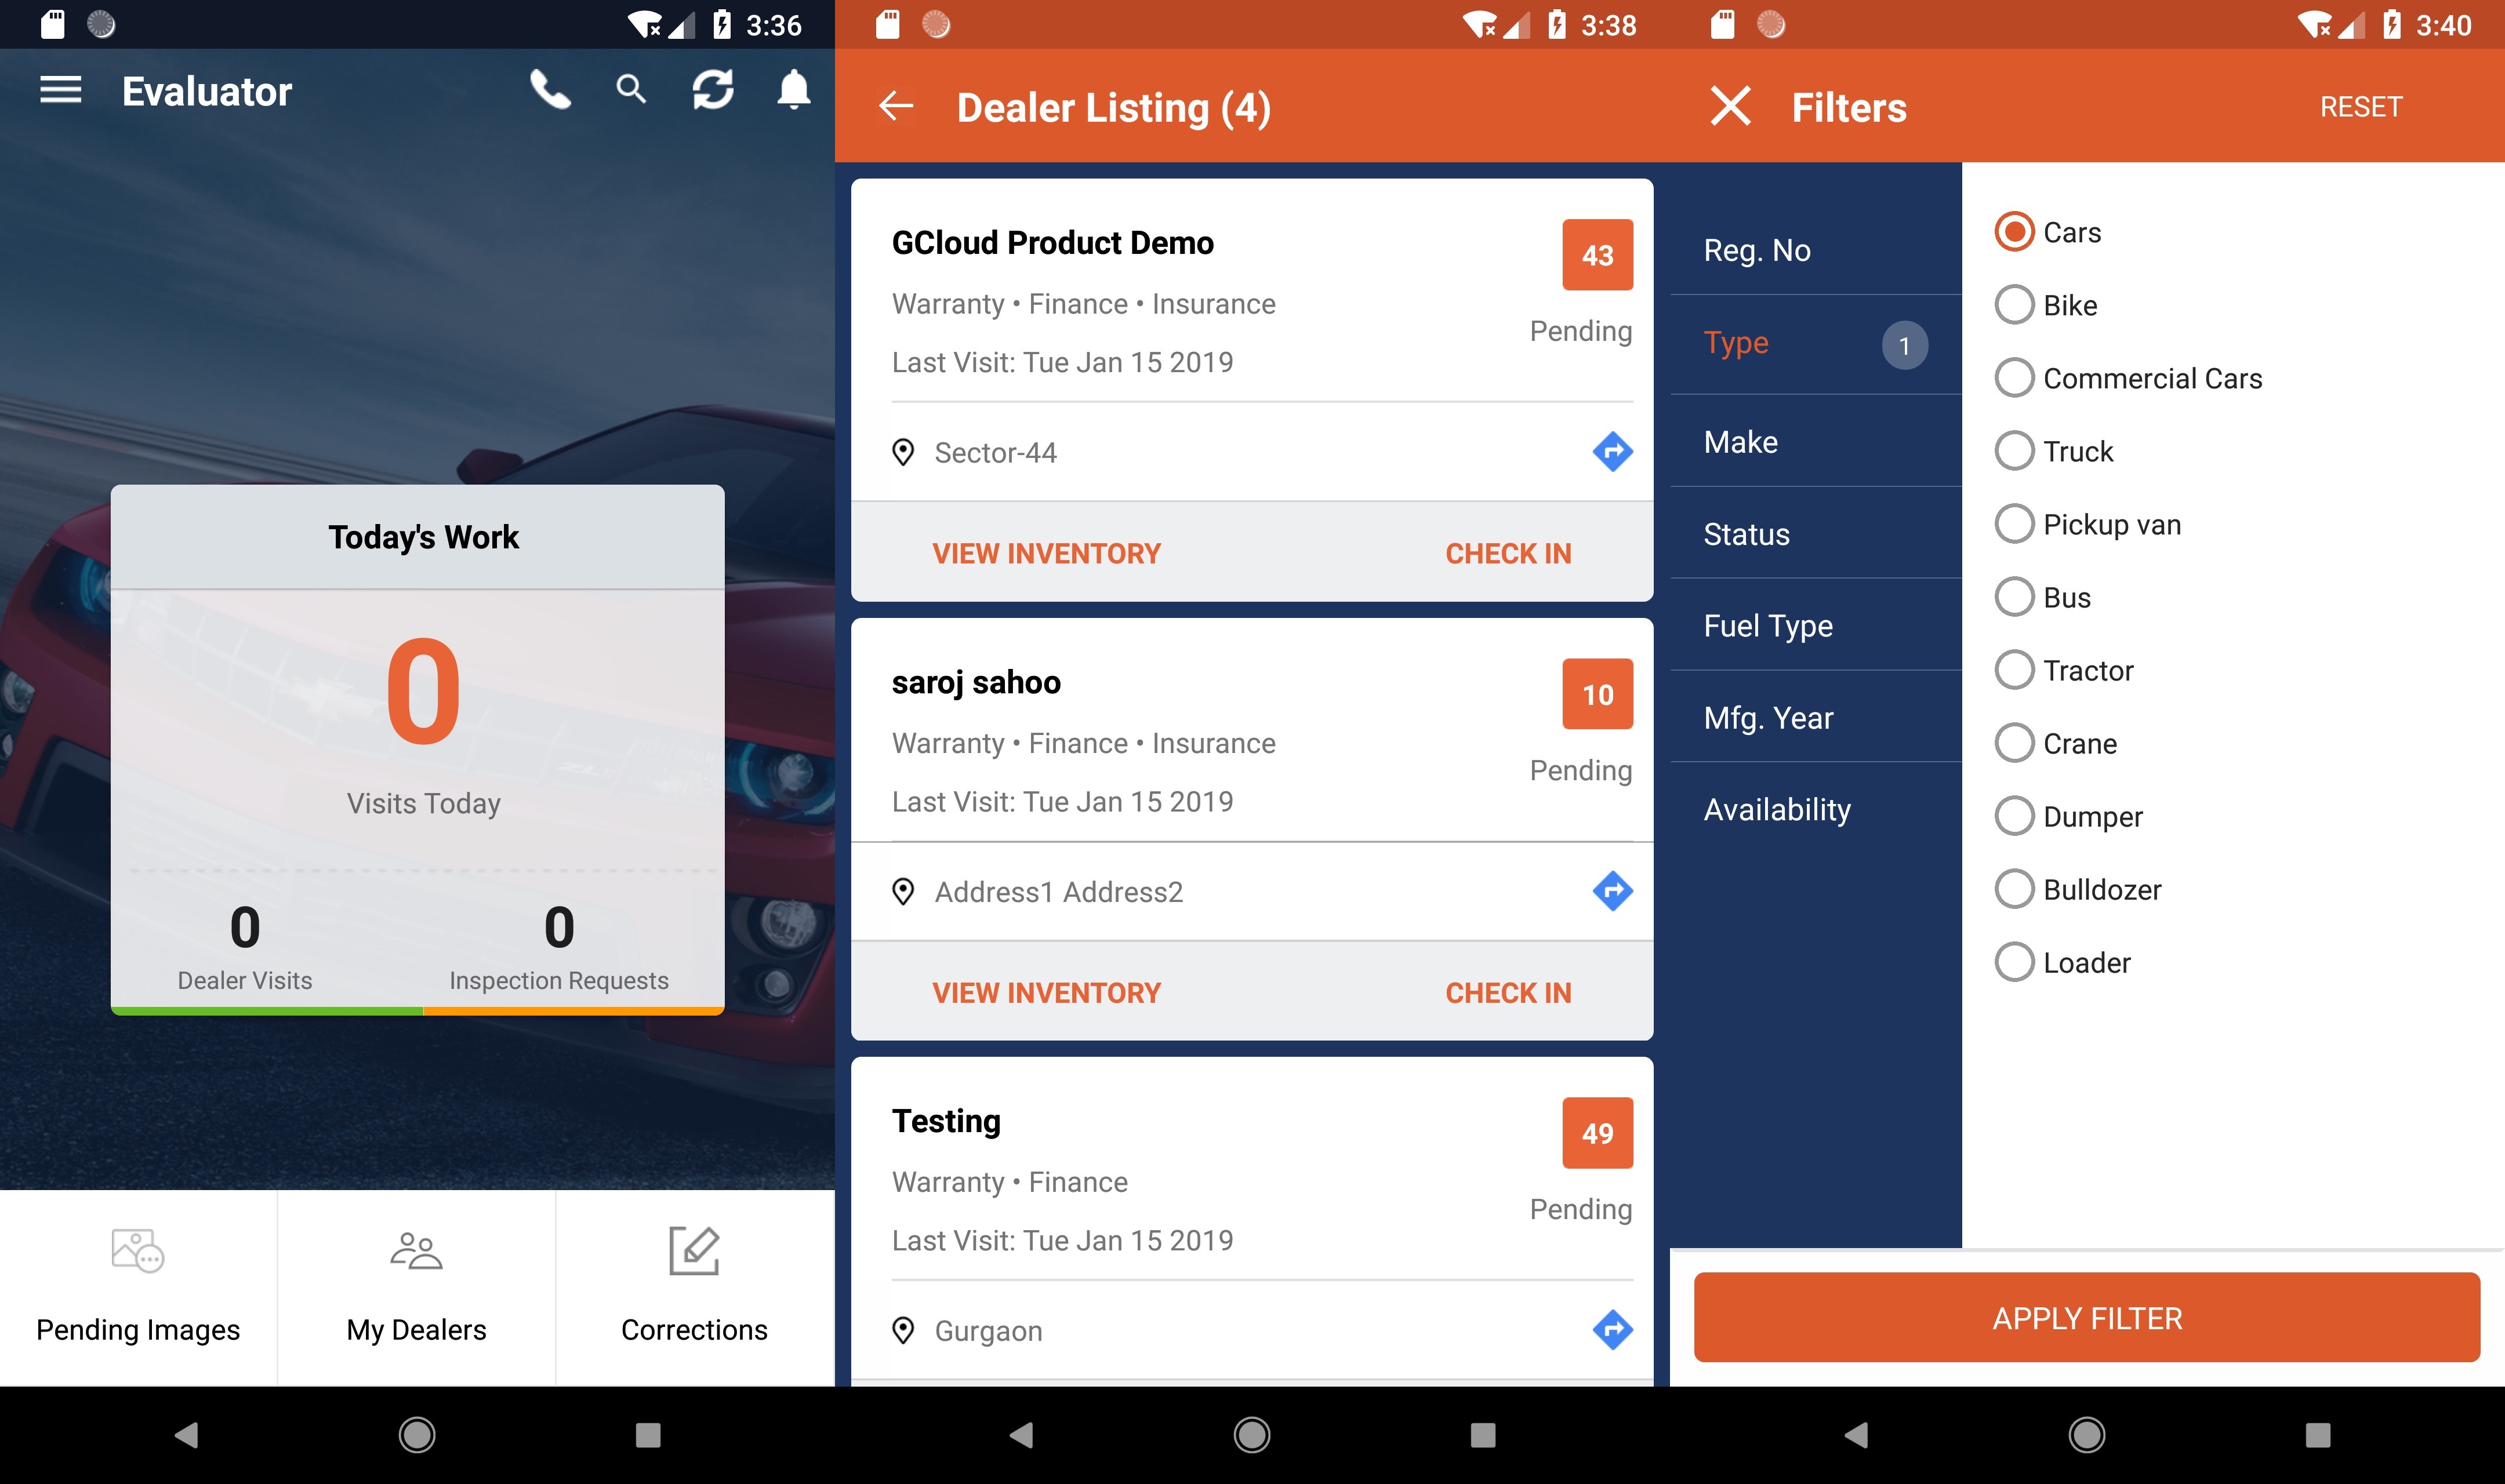 3:36
Evaluator
Today's Work
0
Visits Today
0
0
Dealer Visits
Inspection Requests
Pending Images
My Dealers
Corrections
3:38
Dealer Listing (4)
GCloud Product Demo
43
Warranty • Finance • Insurance
Pending
Last Visit: Tue Jan 15 2019
Sector-44
VIEW INVENTORY
CHECK IN
saroj sahoo
10
Warranty • Finance • Insurance
Pending
Last Visit: Tue Jan 15 2019
Address1 Address2
VIEW INVENTORY
CHECK IN
Testing
49
Warranty • Finance
Pending
Last Visit: Tue Jan 15 2019
Gurgaon
3:40
Filters
RESET
Reg. No
Type
1
Make
Status
Fuel Type
Mfg. Year
Availability
Cars
Bike
Commercial Cars
Truck
Pickup van
Bus
Tractor
Crane
Dumper
Bulldozer
Loader
APPLY FILTER